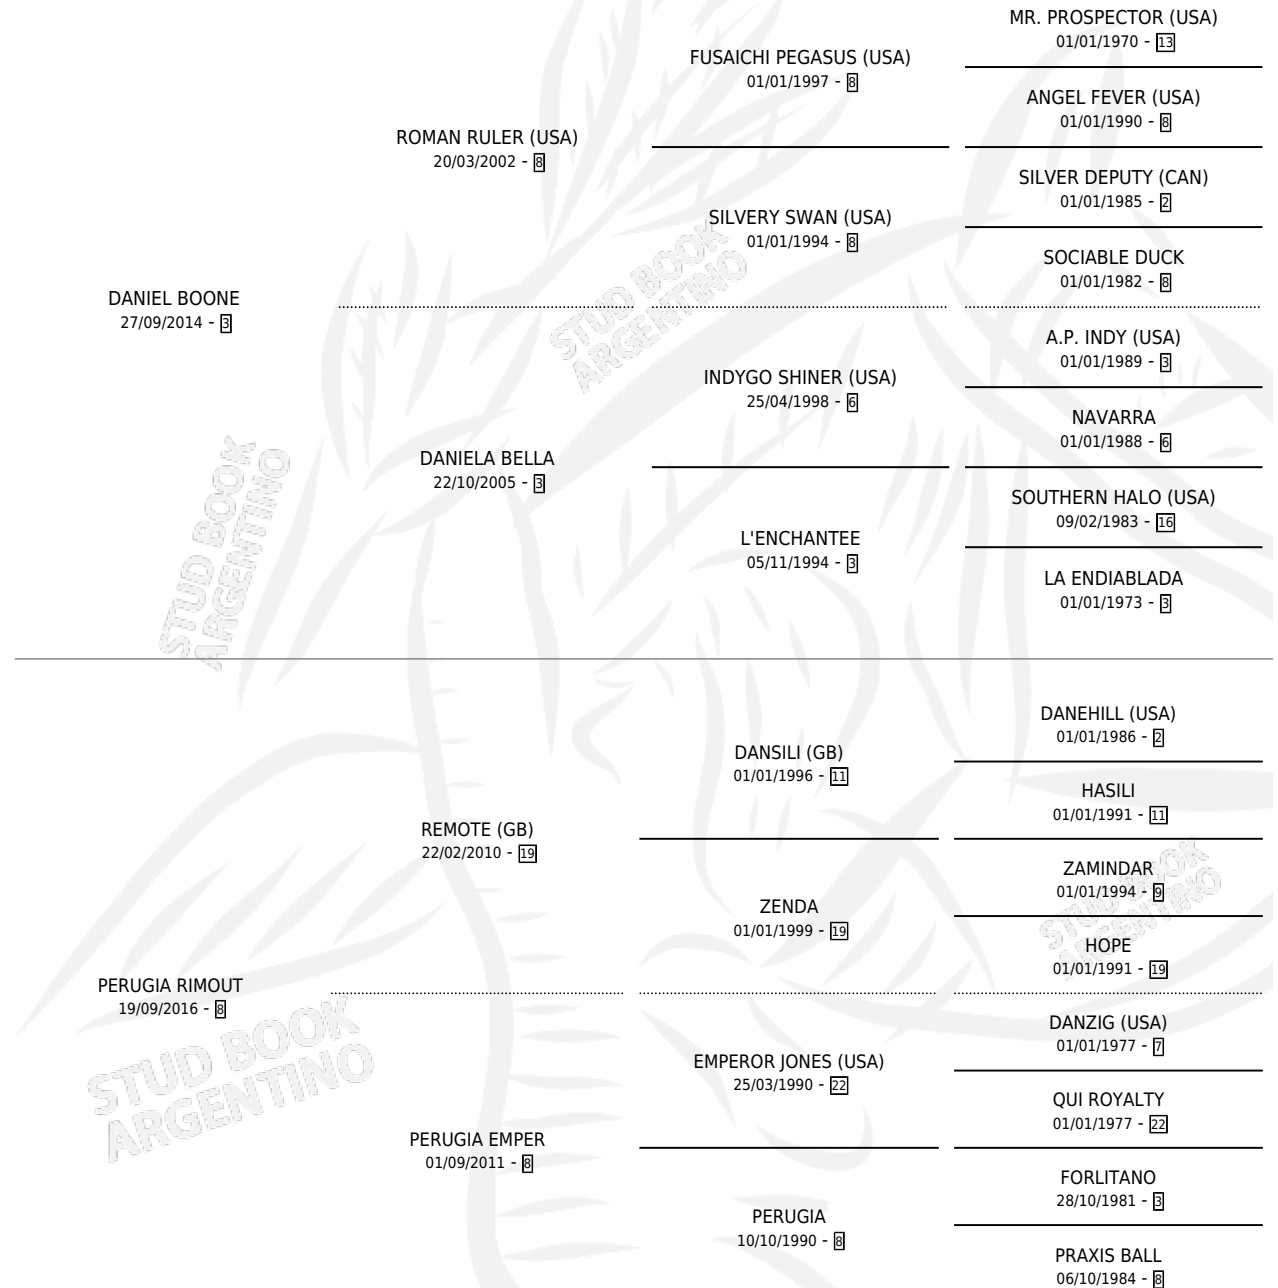 MR. PROSPECTOR (USA)
01/01/1970 - 13
FUSAICHI PEGASUS (USA)
01/01/1997 - 8
ANGEL FEVER (USA)
01/01/1990 - 8
ROMAN RULER (USA)
20/03/2002 - 8
SILVER DEPUTY (CAN)
01/01/1985 - 2
SILVERY SWAN (USA)
01/01/1994 - 8
SOCIABLE DUCK
01/01/1982 - 8
DANIEL BOONE
27/09/2014 - 3
STUD BOOK
ARGENTINO
A.P. INDY (USA)
01/01/1989 - 3
INDYGO SHINER (USA)
25/04/1998 - 6
NAVARRA
01/01/1988 - 6
DANIELA BELLA
22/10/2005 - 3
SOUTHERN HALO (USA)
09/02/1983 - 16
L'ENCHANTEE
05/11/1994 - 3
LA ENDIABLADA
01/01/1973 - 3
STUD BOOK
ARGENTINO
DANEHILL (USA)
01/01/1986 - 2
DANSILI (GB)
01/01/1996 - 11
HASILI
01/01/1991 - 11
REMOTE (GB)
22/02/2010 - 19
ZAMINDAR
01/01/1994 - 9
ZENDA
01/01/1999 - 19
HOPE
01/01/1991 - 19
STUD BOOK
ARGENTINO
PERUGIA RIMOUT
19/09/2016 - 8
STUD BOOK
ARGENTINO
DANZIG (USA)
01/01/1977 - 7
EMPEROR JONES (USA)
25/03/1990 - 22
QUI ROYALTY
01/01/1977 - 22
PERUGIA EMPER
01/09/2011 - 8
FORLITANO
28/10/1981 - 3
PERUGIA
10/10/1990 - 8
PRAXIS BALL
06/10/1984 - 8